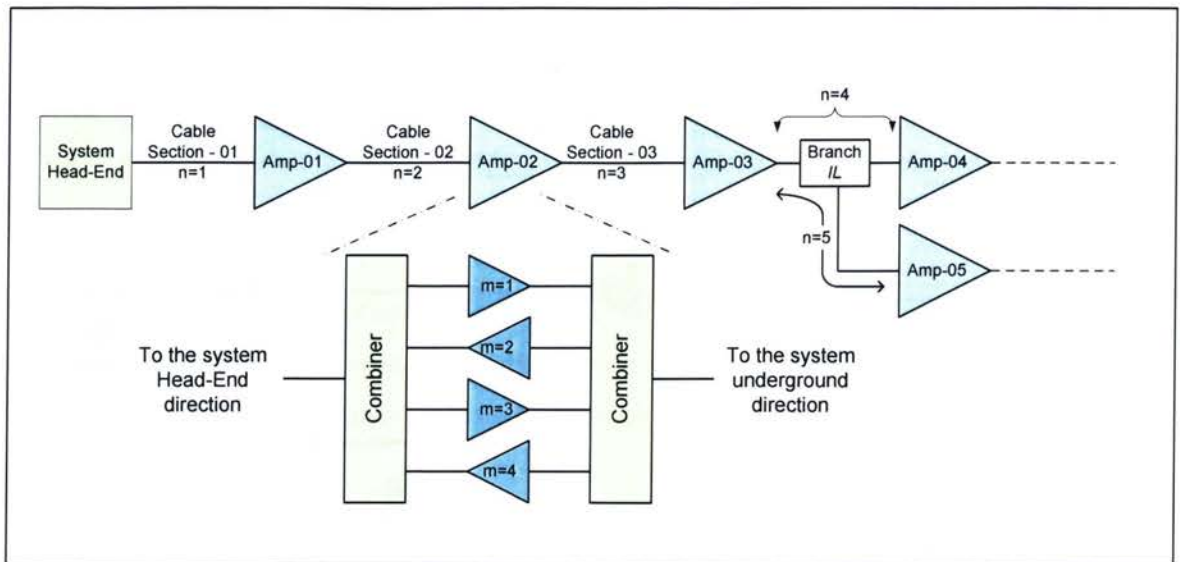 System
Head-End
Cable
Section - 01
n=1
Amp-01
Cable
Section - 02
n=2
Amp-02
Cable
Section - 03
n=3
Amp-03
n=4
Branch
IL
Amp-04
n=5
Amp-05
To the system
Head-End
direction
Combiner
m=1
m=2
m=3
m=4
Combiner
To the system
underground
direction